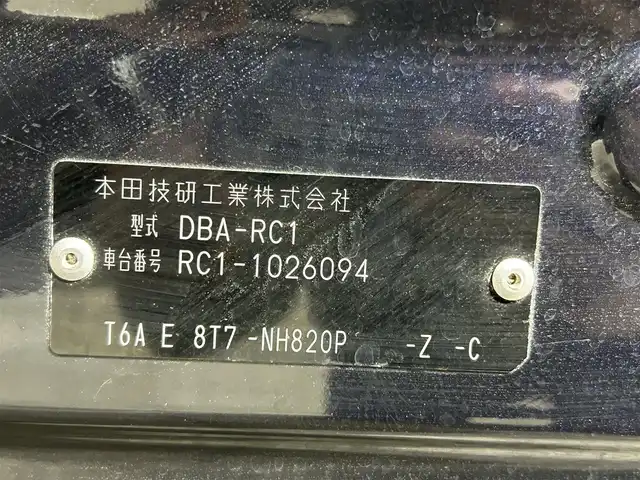 本田技研工業株式会社
型式 DBA-RC1
車台番号 RC1-1026094
T6A E 8T7 -NH820P -Z -C